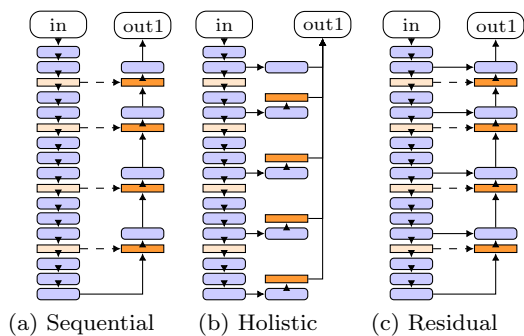 in out1 in out1 in out1
(a) Sequential (b) Holistic (c) Residual